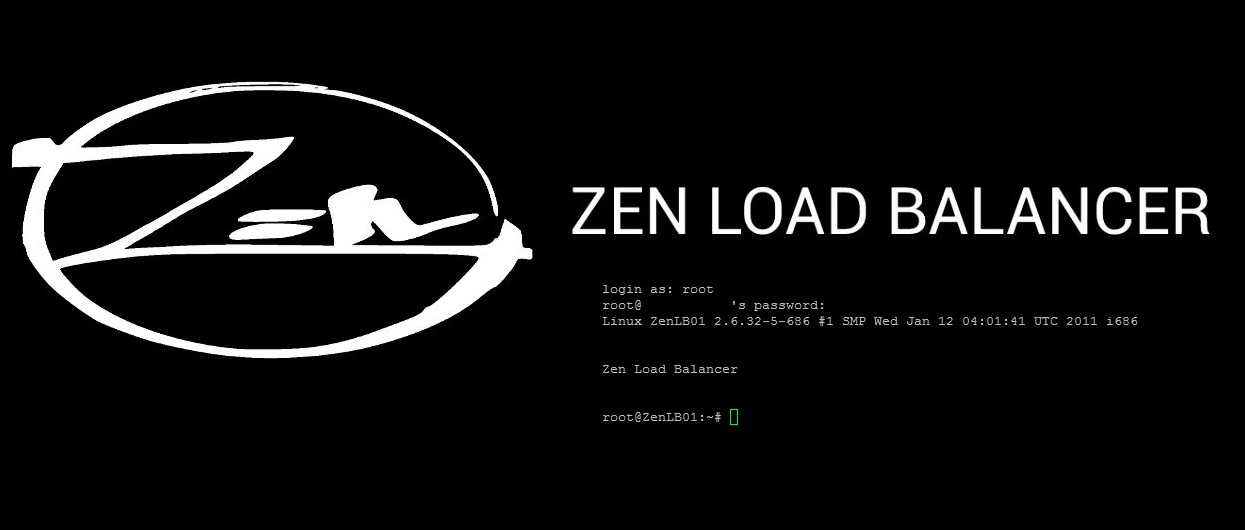 Zen
ZEN LOAD BALANCER
login as: root
root@ 's password:
Linux ZenLB01 2.6.32-5-686 #1 SMP Wed Jan 12 04:01:41 UTC 2011 i686
Zen Load Balancer
root@ZenLB01:~#